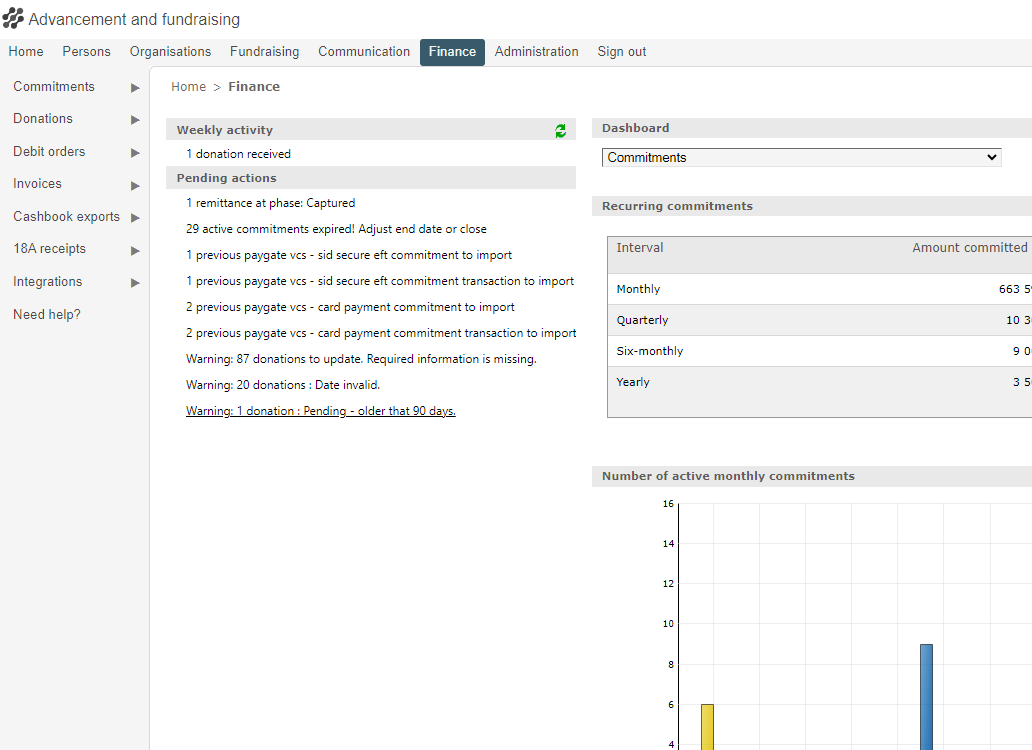 Advancement and fundraising
Home Persons Organisations Fundraising Communication Finance Administration Sign out
Commitments
Donations
Debit orders
Invoices
Cashbook exports
18A receipts
Integrations
Need help?
Home > Finance
Weekly activity
1 donation received
Pending actions
1 remittance at phase: Captured
29 active commitments expired! Adjust end date or close
1 previous paygate vcs - sid secure eft commitment to import
1 previous paygate vcs - sid secure eft commitment transaction to import
2 previous paygate vcs - card payment commitment to import
2 previous paygate vcs - card payment commitment transaction to import
Warning: 87 donations to update. Required information is missing.
Warning: 20 donations : Date invalid.
Warning: 1 donation : Pending - older that 90 days.
Dashboard
Commitments
Recurring commitments
Interval Amount committed
Monthly 663 5
Quarterly 10 3
Six-monthly 9 0
Yearly 3 5
Number of active monthly commitments
16
14
12
10
8
6
4